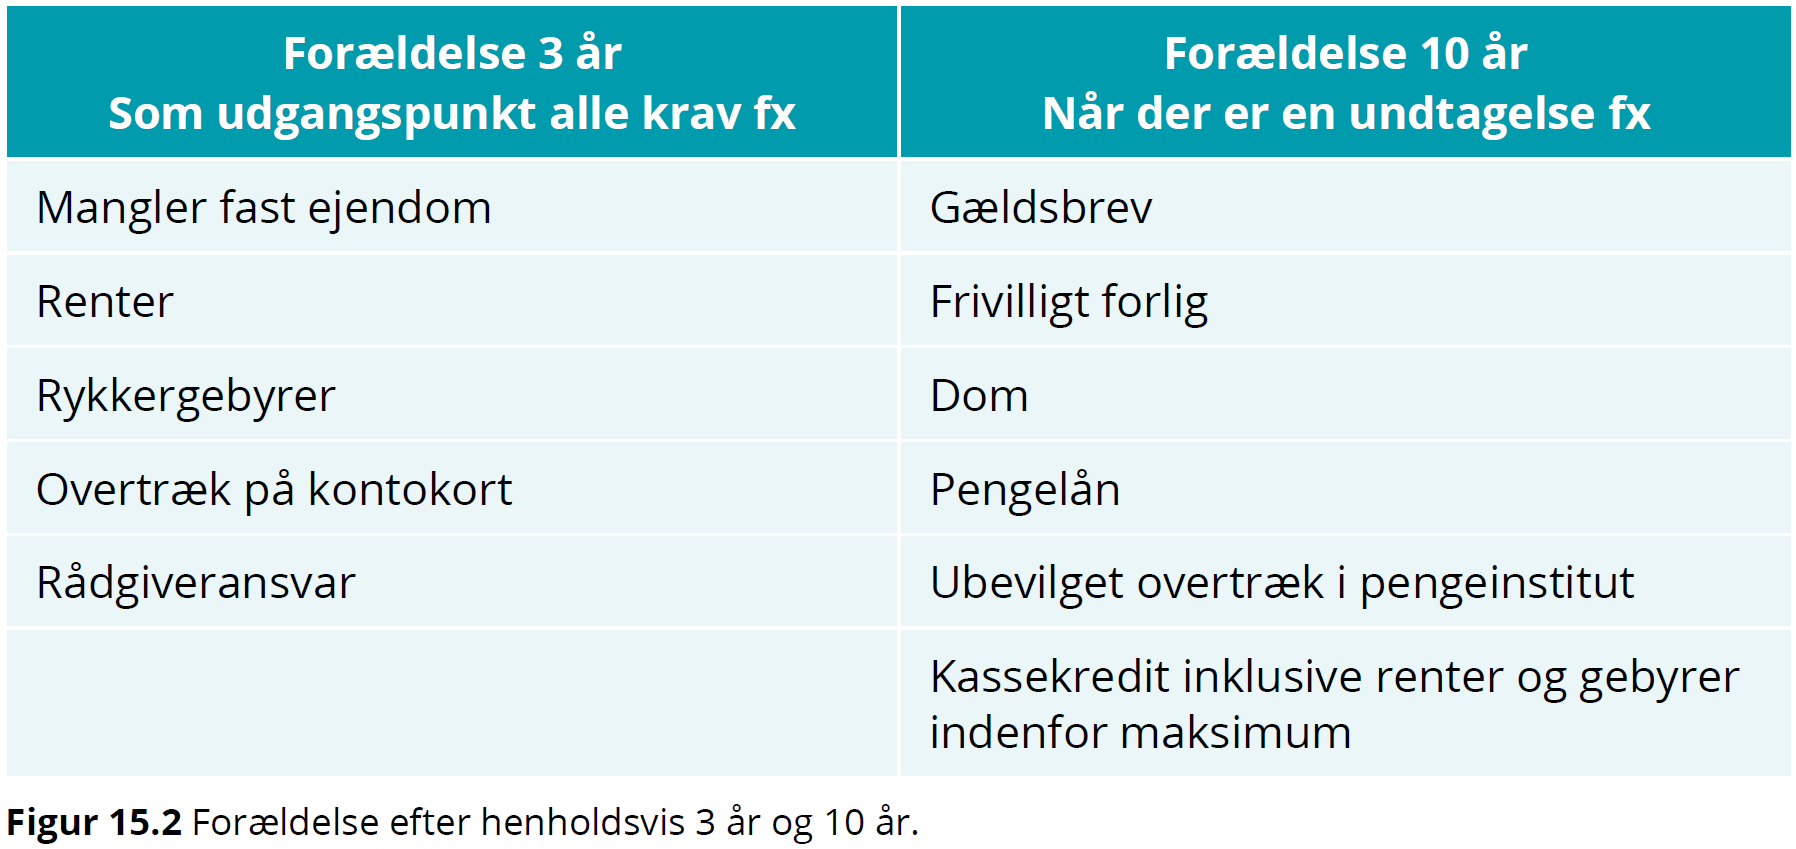 Forældelse 3 år
Som udgangspunkt alle krav fx
Forældelse 10 år
Når der er en undtagelse fx
Mangler fast ejendom
Gældsbrev
Renter
Frivilligt forlig
Rykkergebyrer
Dom
Overtræk på kontokort
Pengelån
Rådgiveransvar
Ubevilget overtræk i pengeinstitut
Kassekredit inklusive renter og gebyrer
indenfor maksimum
Figur 15.2 Forældelse efter henholdsvis 3 år og 10 år.